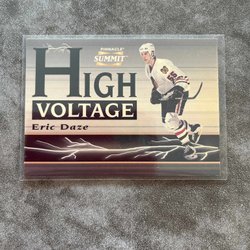 PINNACLE
SUMMIT
HIGH
VOLTAGE
Eric Daze